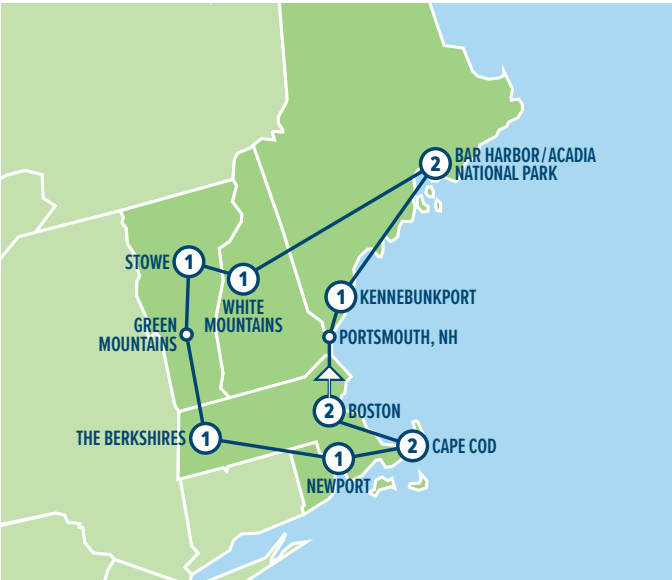 2 BAR HARBOR/ACADIA
NATIONAL PARK
STOWE 1
1
WHITE
MOUNTAINS
1 KENNEBUNKPORT
GREEN
MOUNTAINS
PORTSMOUTH, NH
2 BOSTON
THE BERKSHIRES 1
2 CAPE COD
1
NEWPORT